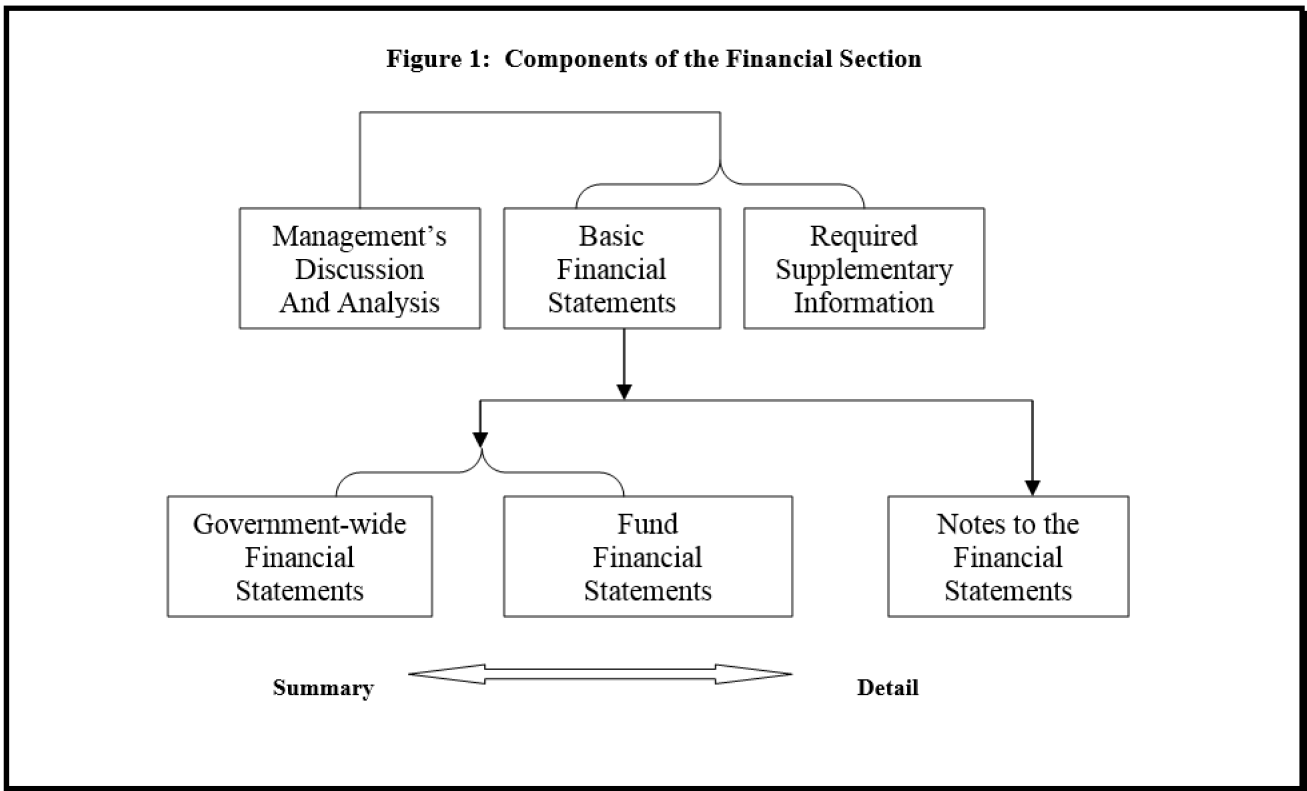 Figure 1: Components of the Financial Section
Management’s
Discussion
And Analysis
Basic
Financial
Statements
Required
Supplementary
Information
Government-wide
Financial
Statements
Fund
Financial
Statements
Notes to the
Financial
Statements
Summary
Detail